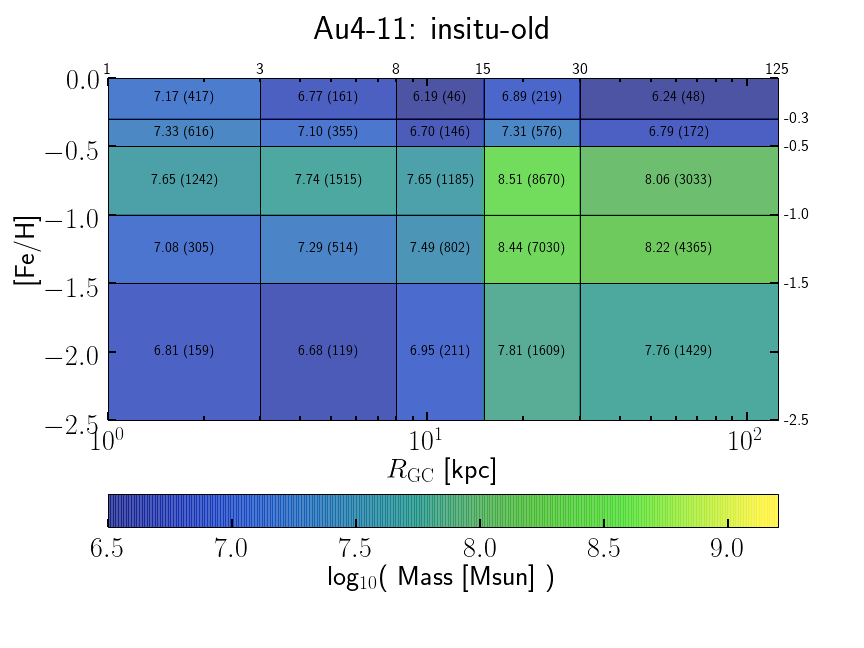 Au4-11: insitu-old
1 3 8 15 30 125
0.0 7.17 (417) 6.77 (161) 6.19 (46) 6.89 (219) 6.24 (48)
-0.3
7.33 (616) 7.10 (355) 6.70 (146) 7.31 (576) 6.79 (172)
−0.5 -0.5
7.65 (1242) 7.74 (1515) 7.65 (1185) 8.51 (8670) 8.06 (3033)
−1.0 -1.0
[Fe/H]
7.08 (305) 7.29 (514) 7.49 (802) 8.44 (7030) 8.22 (4365)
−1.5 -1.5
6.81 (159) 6.68 (119) 6.95 (211) 7.81 (1609) 7.76 (1429)
−2.0
−2.5 -2.5
10⁰ 10¹ 10²
R_GC [kpc]
6.5 7.0 7.5 8.0 8.5 9.0
log₁₀( Mass [Msun] )